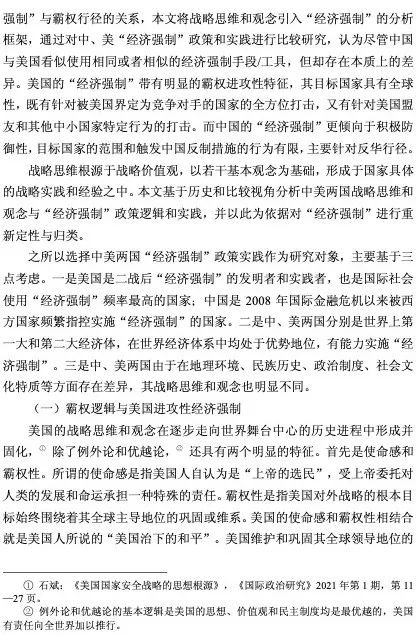 强制”与霸权行径的关系，本文将战略思维和观念引入“经济强制”的分析
框架，通过对中、美“经济强制”政策和实践进行比较研究，认为尽管中国
与美国看似使用相同或者相似的经济强制手段/工具，但却存在本质上的差
异。美国的“经济强制”带有明显的霸权进攻性特征，其目标国家具有全球
性，既有针对被美国界定为竞争对手的国家的全方位打击，又有针对美国盟
友和其他中小国家特定行为的打击。而中国的“经济强制”更倾向于积极防
御性，目标国家的范围和触发中国反制措施的行为有限，主要针对反华行径。
战略思维根源于战略价值观，以若干基本观念为基础，形成于国家具体
的战略实践和经验之中。本文基于历史和比较视角分析中美两国战略思维和
观念与“经济强制”政策逻辑和实践，并以此为依据对“经济强制”进行重
新定性与归类。
之所以选择中美两国“经济强制”政策实践作为研究对象，主要基于三
点考虑。一是美国是二战后“经济强制”的发明者和实践者，也是国际社会
使用“经济强制”频率最高的国家；中国是 2008 年国际金融危机以来被西
方国家频繁指控实施“经济强制”的国家。二是中、美两国分别是世界上第
一大和第二大经济体，在世界经济体系中均处于优势地位，有能力实施“经
济强制”。三是中、美两国由于在地理环境、民族历史、政治制度、社会文
化特质等方面存在差异，其战略思维和观念也明显不同。
（一）霸权逻辑与美国进攻性经济强制
美国的战略思维和观念在逐步走向世界舞台中心的历史进程中形成并
固化，① 除了例外论和优越论，② 还具有两个明显的特征。首先是使命感和
霸权性。所谓的使命感是指美国人自认为是“上帝的选民”，受上帝委托对
人类的发展和命运承担一种特殊的责任。霸权性是指美国对外战略的根本目
标始终围绕着其全球主导地位的巩固或维系。美国的使命感和霸权性相结合
就是美国人所说的“美国治下的和平”。美国维护和巩固其全球领导地位的
① 石斌：《美国国家安全战略的思想根源》，《国际政治研究》2021 年第 1 期，第 11
—27 页。
② 例外论和优越论的基本逻辑是美国的思想、价值观和民主制度均是最优越的，美国
有责任向全世界加以推行。